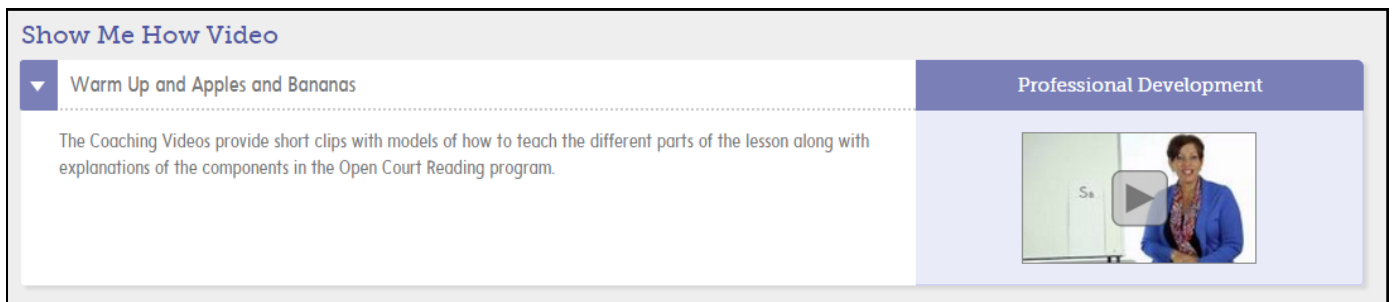 Show Me How Video
Warm Up and Apples and Bananas
Professional Development
The Coaching Videos provide short clips with models of how to teach the different parts of the lesson along with
explanations of the components in the Open Court Reading program.
Ss